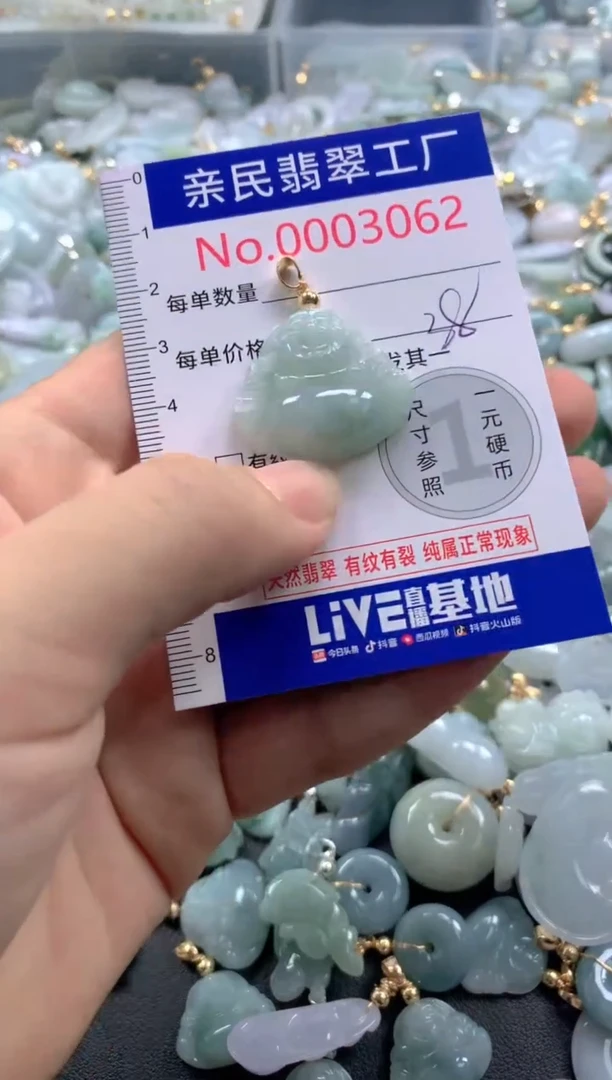 亲民翡翠工厂
No.0003062
每单数量
每单价格 28 发其一
0
1
2
3
4
8
尺寸参照
1
一元硬币
天然翡翠 有纹有裂 纯属正常现象
LiVE直播基地
今日头条 抖音 西瓜视频 抖音火山版